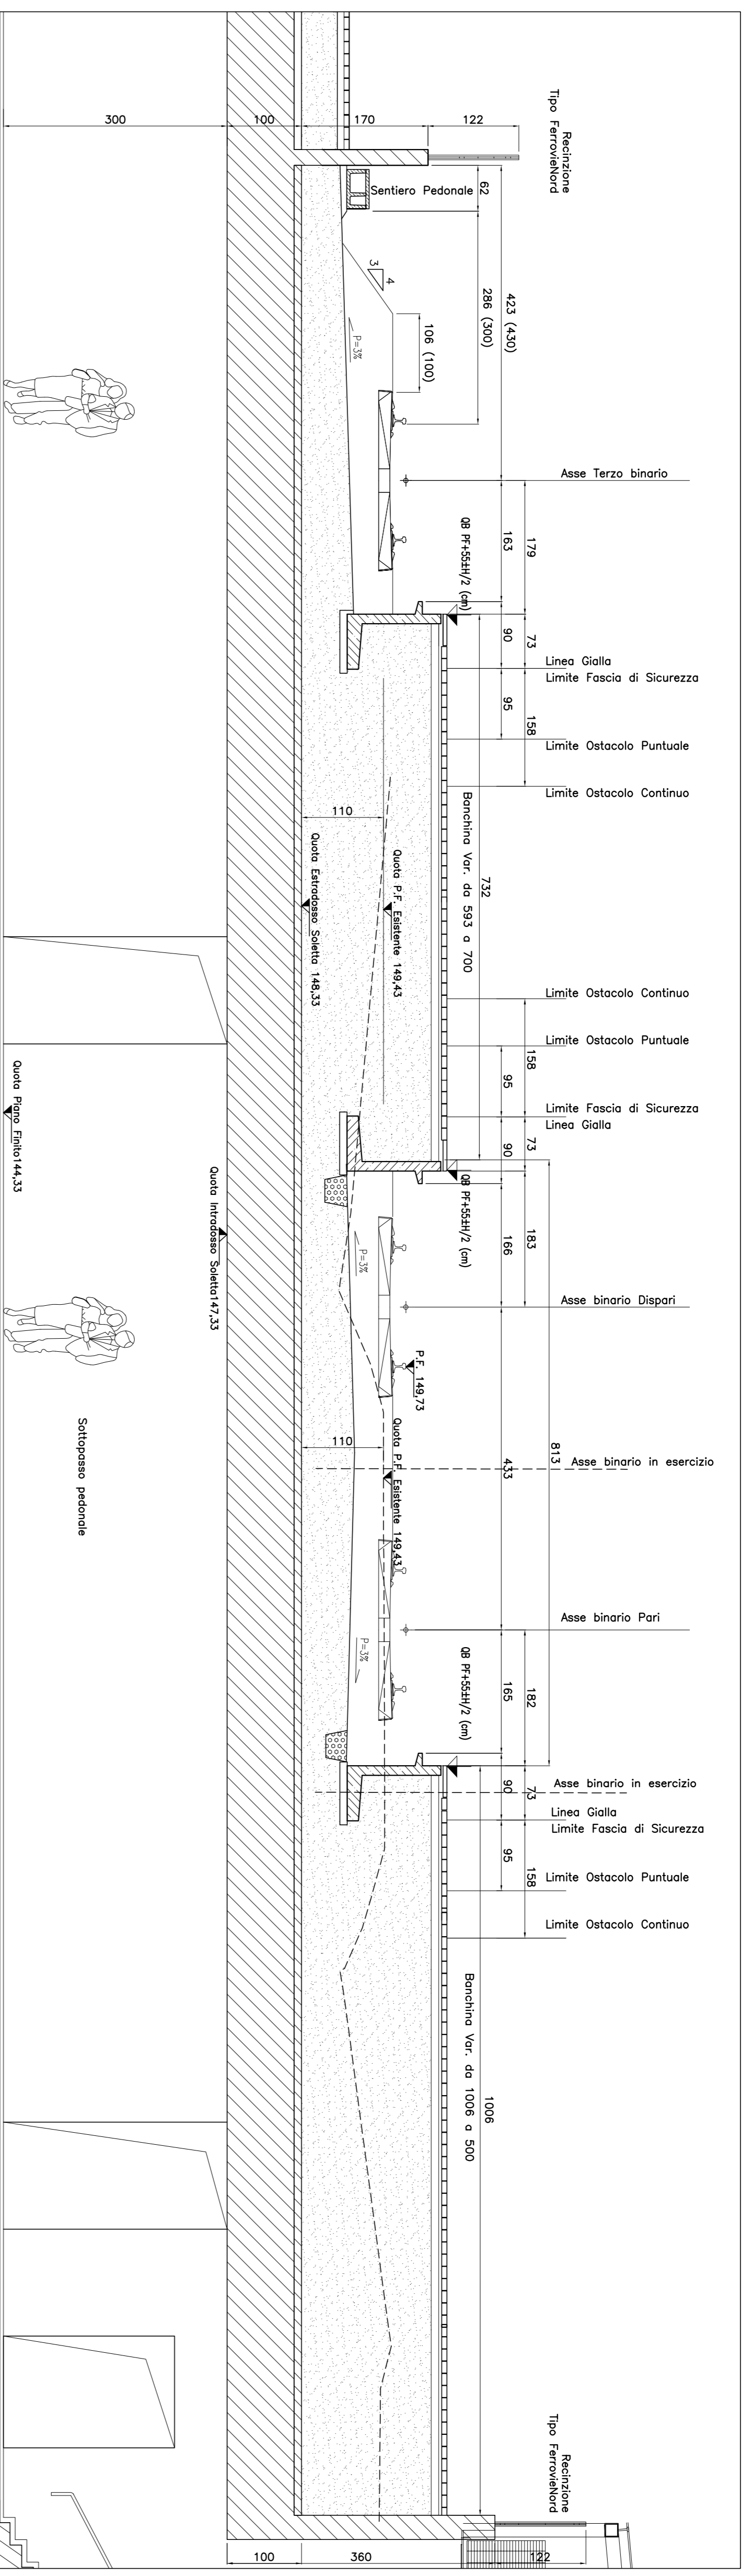 Recinzione
Tipo FerrovieNord
300
100
170
122
Sentiero Pedonale
62
286 (300)
423 (430)
3
4
106 (100)
P=3%
Asse Terzo binario
163
179
QB PF+55±H/2 (cm)
90
73
Linea Gialla
Limite Fascia di Sicurezza
95
158
Limite Ostacolo Puntuale
Limite Ostacolo Continuo
732
Banchina Var. da 593 a 700
110
Quota P.F. Esistente 149,43
Quota Estradosso Soletta 148,33
Limite Ostacolo Continuo
Limite Ostacolo Puntuale
158
95
Limite Fascia di Sicurezza
Linea Gialla
73
90
QB PF+55±H/2 (cm)
Quota Piano Finito144,33
Quota Intradosso Soletta147,33
183
166
P=3%
Asse binario Dispari
P.F. 149,73
Sottopasso pedonale
110
Quota P.F. Esistente 149,43
433
813
Asse binario in esercizio
Asse binario Pari
P=3%
QB PF+55±H/2 (cm)
165
182
Asse binario in esercizio
90
73
Linea Gialla
Limite Fascia di Sicurezza
95
158
Limite Ostacolo Puntuale
Limite Ostacolo Continuo
1006
Banchina Var. da 1006 a 500
Recinzione
Tipo FerrovieNord
100
360
122